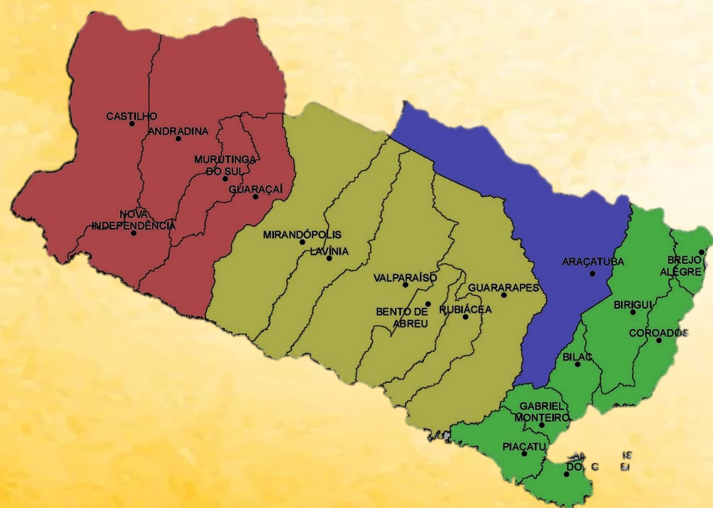 CASTILHO
ANDRADINA
MURUTINGA
DO SUL
GUARAÇAÍ
NOVA
INDEPENDÊNCIA
MIRANDÓPOLIS
LAVÍNIA
VALPARAÍSO
BENTO DE
ABREU
RUBIÁCEA
GUARARAPES
ARAÇATUBA
BREJO
ALEGRE
BIRIGUI
COROADOS
BILAC
GABRIEL
MONTEIRO
PIACATU